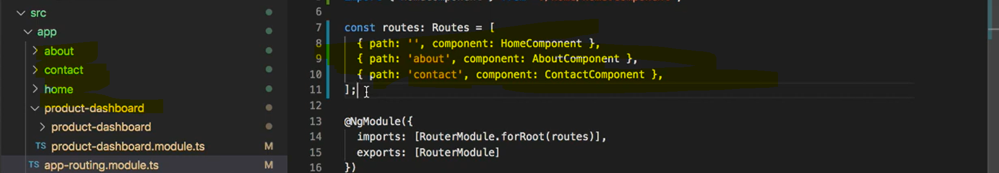 src
app
about
contact
home
product-dashboard
product-dashboard
TS product-dashboard.module.ts M
TS app-routing.module.ts M
6
7 const routes: Routes = [
8 { path: '', component: HomeComponent },
9 { path: 'about', component: AboutComponent },
10 { path: 'contact', component: ContactComponent },
11 ];
12
13 @NgModule({
14 imports: [RouterModule.forRoot(routes)],
15 exports: [RouterModule]
16 })